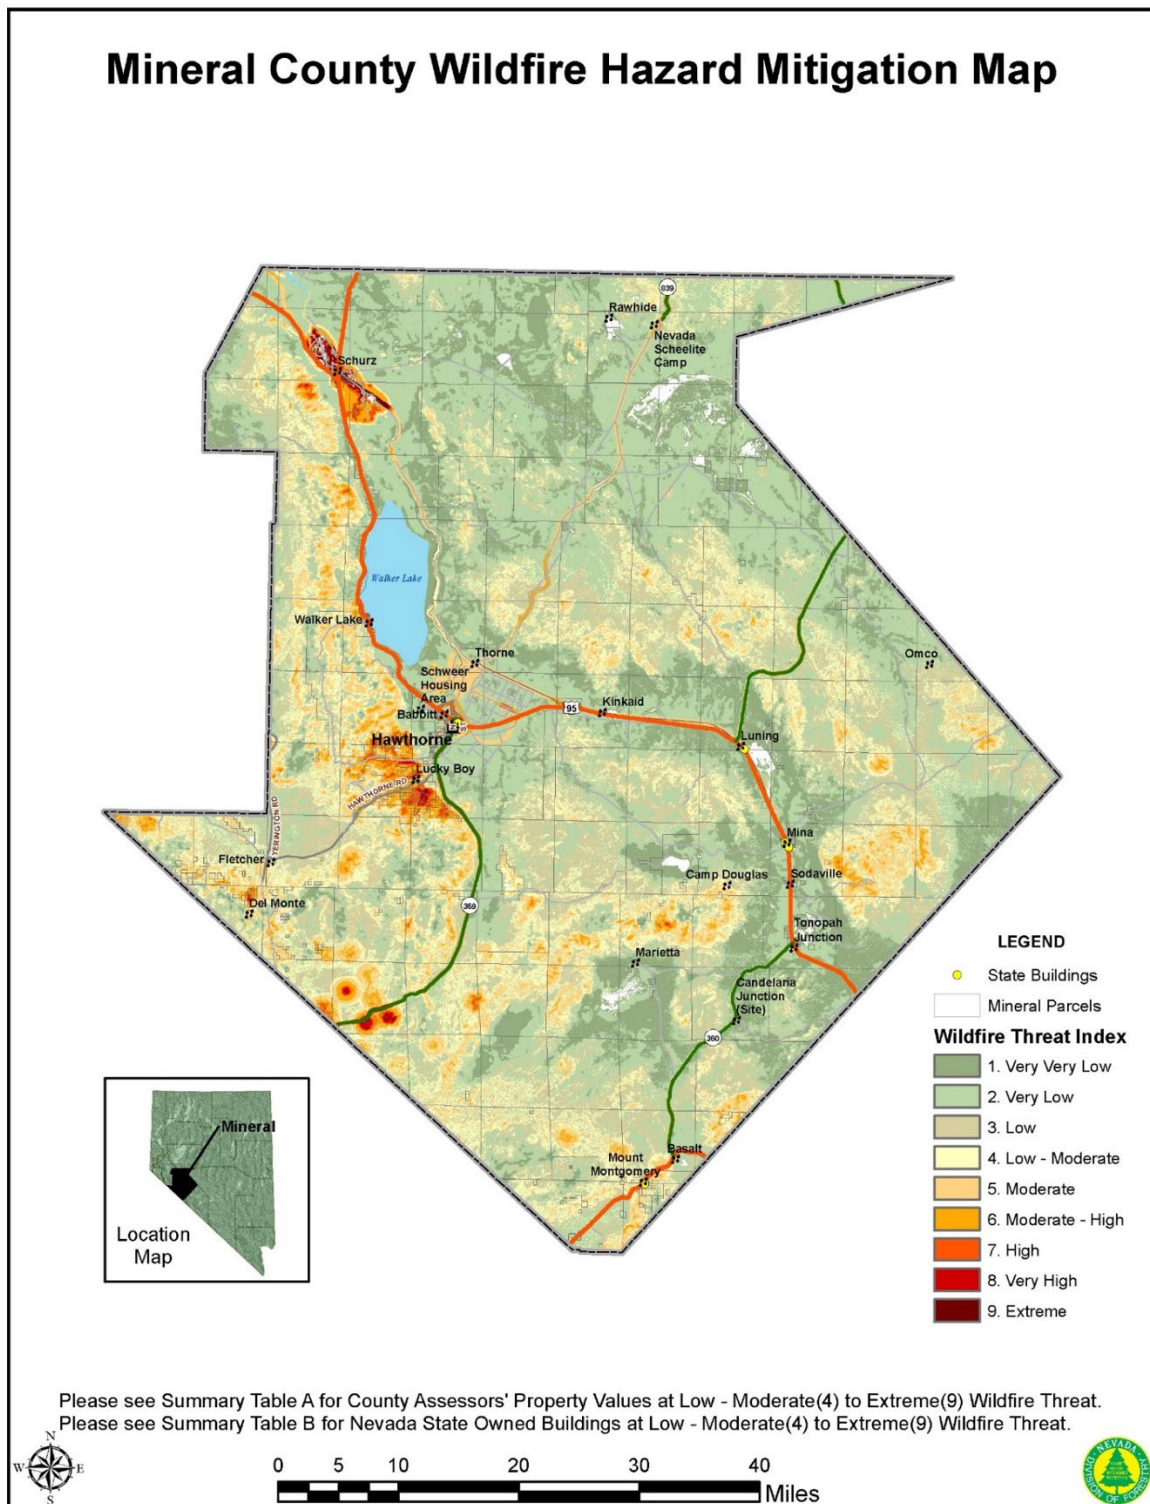 Mineral County Wildfire Hazard Mitigation Map
839
Rawhide
Nevada
Scheelite
Camp
Schurz
Walker Lake
Walker Lake
Thorne
Omco
Schweer
Housing
Area
Babbitt
95
Kinkaid
Hawthorne
Luning
Lucky Boy
HAWTHORNE RD
YERINGTON RD
Mina
Fletcher
Camp Douglas
Sodaville
Del Monte
359
Tonopah
Junction
Marietta
Candelaria
Junction
(Site)
360
Basalt
Mount
Montgomery
LEGEND
State Buildings
Mineral Parcels
Wildfire Threat Index
1. Very Very Low
2. Very Low
3. Low
4. Low - Moderate
5. Moderate
6. Moderate - High
7. High
8. Very High
9. Extreme
Mineral
Location
Map
Please see Summary Table A for County Assessors' Property Values at Low - Moderate(4) to Extreme(9) Wildfire Threat.
Please see Summary Table B for Nevada State Owned Buildings at Low - Moderate(4) to Extreme(9) Wildfire Threat.
N
W E
S
0 5 10 20 30 40
Miles
NEVADA
DIVISION OF FORESTRY